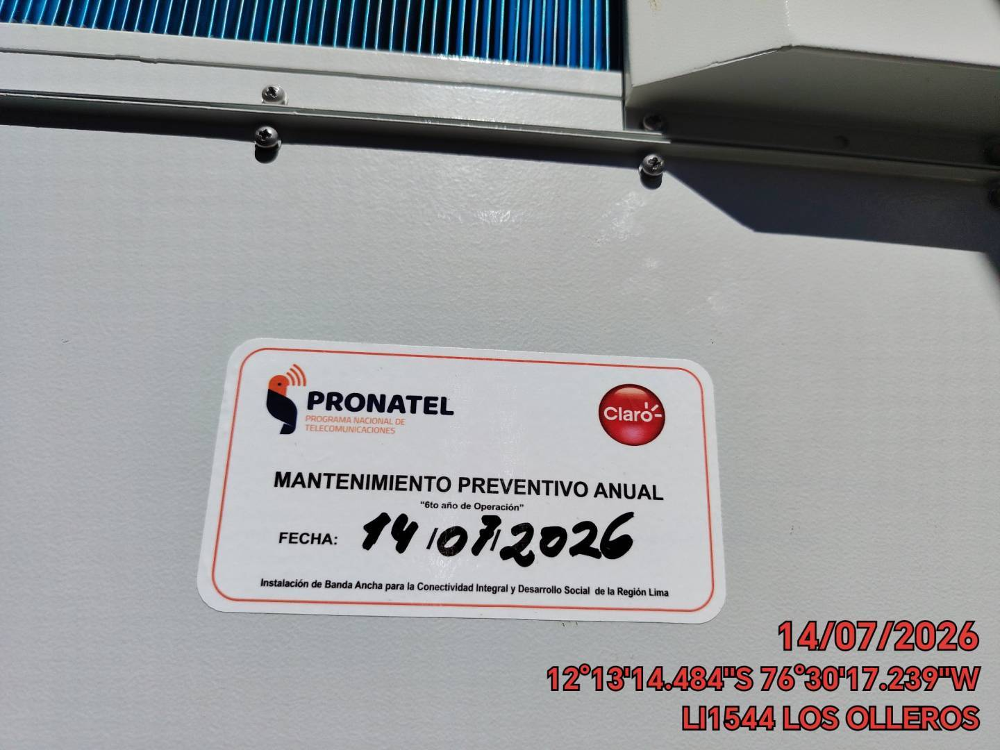 PRONATEL
PROGRAMA NACIONAL DE
TELECOMUNICACIONES
Claro
MANTENIMIENTO PREVENTIVO ANUAL
"6to año de Operación"
FECHA: 14/07/2026
Instalación de Banda Ancha para la Conectividad Integral y Desarrollo Social de la Región Lima
14/07/2026
12°13'14.484"S 76°30'17.239"W
LI1544 LOS OLLEROS